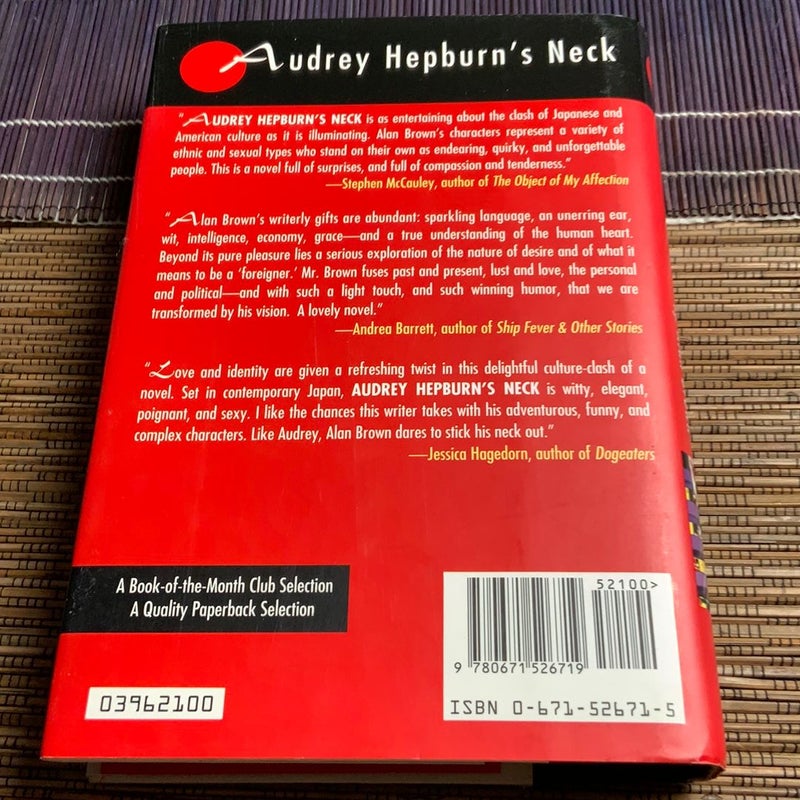 Audrey Hepburn's Neck
"AUDREY HEPBURN'S NECK is as entertaining about the clash of Japanese and
American culture as it is illuminating. Alan Brown's characters represent a variety of
ethnic and sexual types who stand on their own as endearing, quirky, and unforgettable
people. This is a novel full of surprises, and full of compassion and tenderness."
—Stephen McCauley, author of The Object of My Affection
"Alan Brown's writerly gifts are abundant: sparkling language, an unerring ear,
wit, intelligence, economy, grace—and a true understanding of the human heart.
Beyond its pure pleasure lies a serious exploration of the nature of desire and of what it
means to be a 'foreigner.' Mr. Brown fuses past and present, lust and love, the personal
and political—and with such a light touch, and such winning humor, that we are
transformed by his vision. A lovely novel."
—Andrea Barrett, author of Ship Fever & Other Stories
"Love and identity are given a refreshing twist in this delightful culture-clash of a
novel. Set in contemporary Japan, AUDREY HEPBURN'S NECK is witty, elegant,
poignant, and sexy. I like the chances this writer takes with his adventurous, funny, and
complex characters. Like Audrey, Alan Brown dares to stick his neck out."
—Jessica Hagedorn, author of Dogeaters
A Book-of-the-Month Club Selection
A Quality Paperback Selection
03962100
52100>
9 780671 526719
ISBN 0-671-52671-5